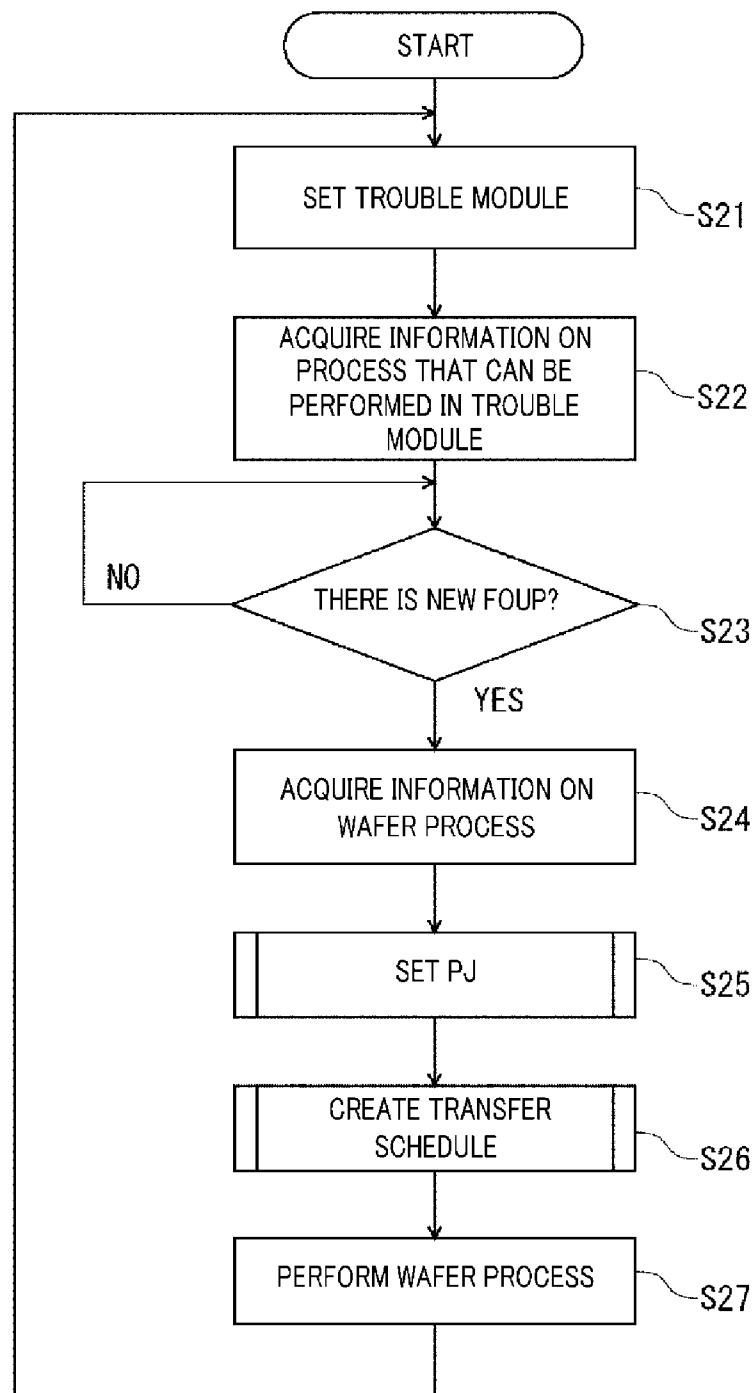 START
SET TROUBLE MODULE
S21
ACQUIRE INFORMATION ON
PROCESS THAT CAN BE
PERFORMED IN TROUBLE
MODULE
S22
NO
THERE IS NEW FOUP?
S23
YES
ACQUIRE INFORMATION ON
WAFER PROCESS
S24
SET PJ
S25
CREATE TRANSFER
SCHEDULE
S26
PERFORM WAFER PROCESS
S27